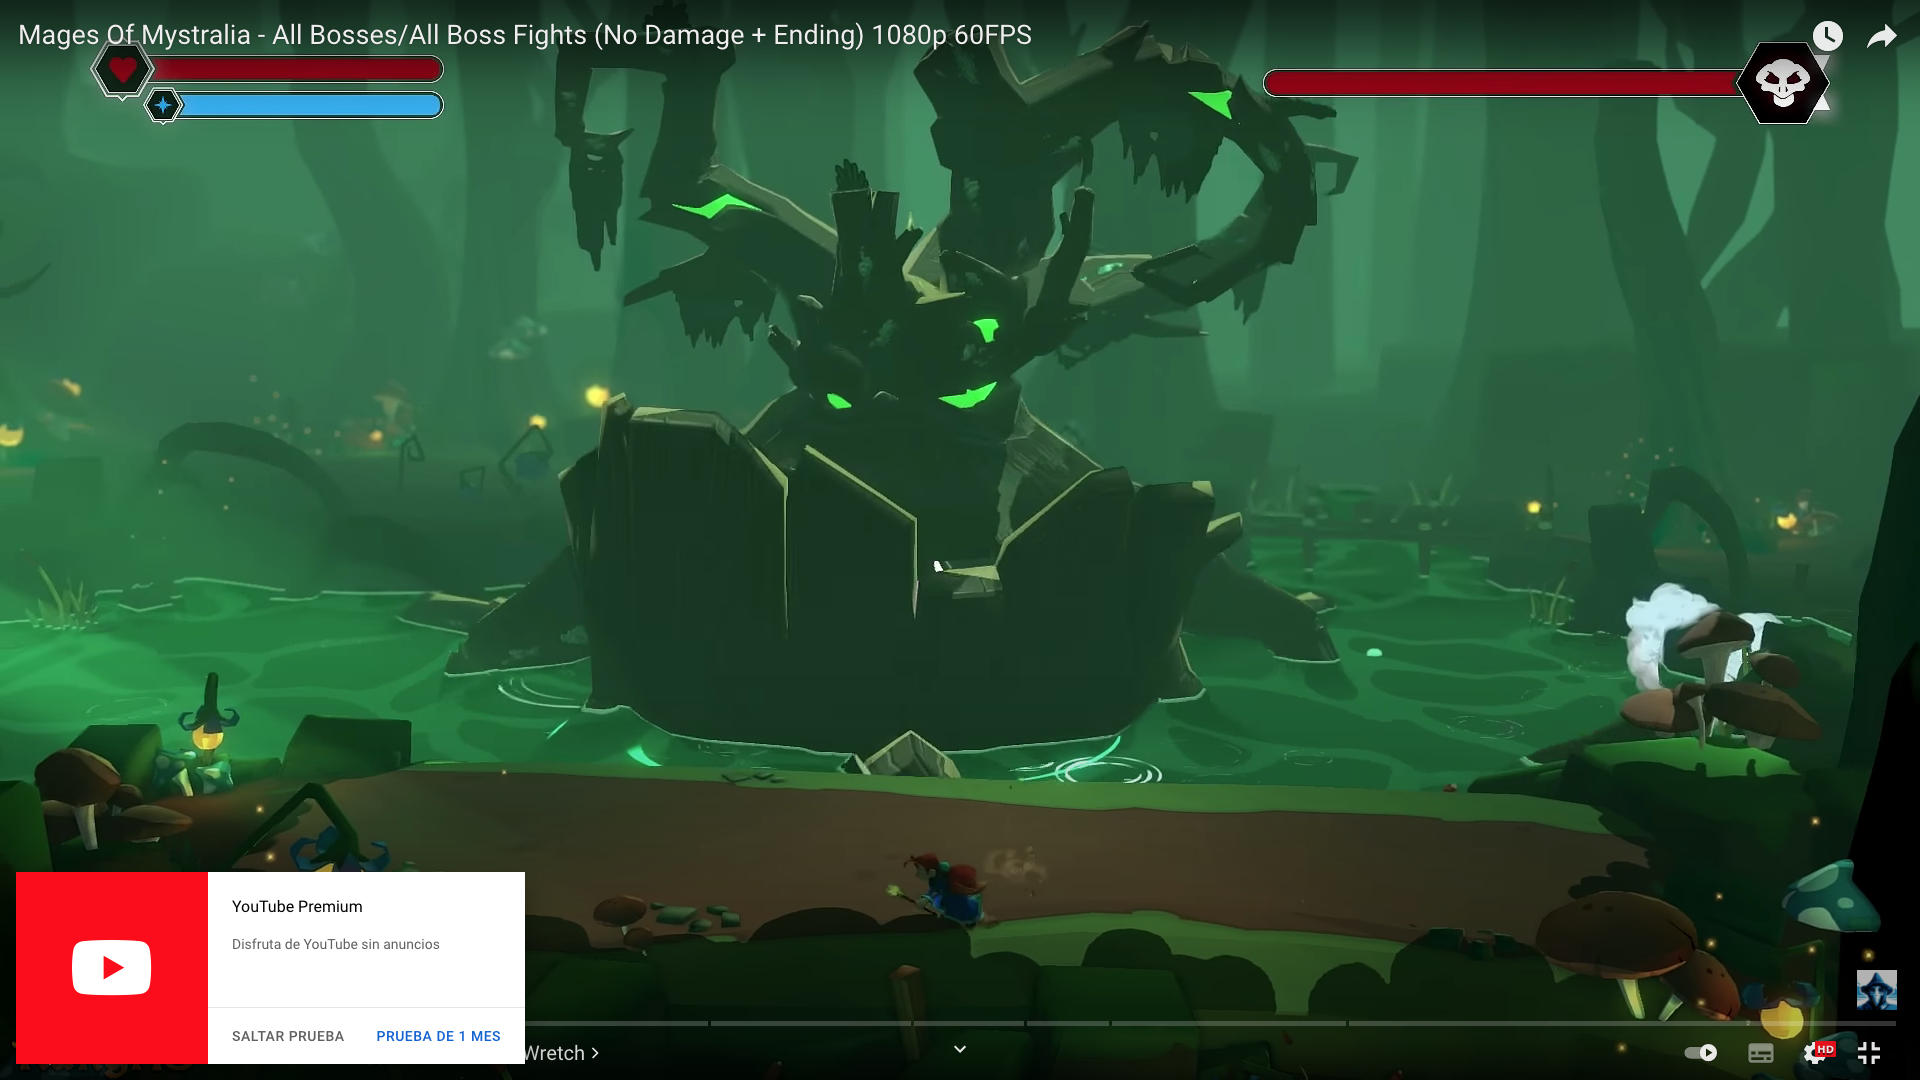 Mages Of Mystralia - All Bosses/All Boss Fights (No Damage + Ending) 1080p 60FPS
YouTube Premium
Disfruta de YouTube sin anuncios
SALTAR PRUEBA
PRUEBA DE 1 MES
Wretch
HD